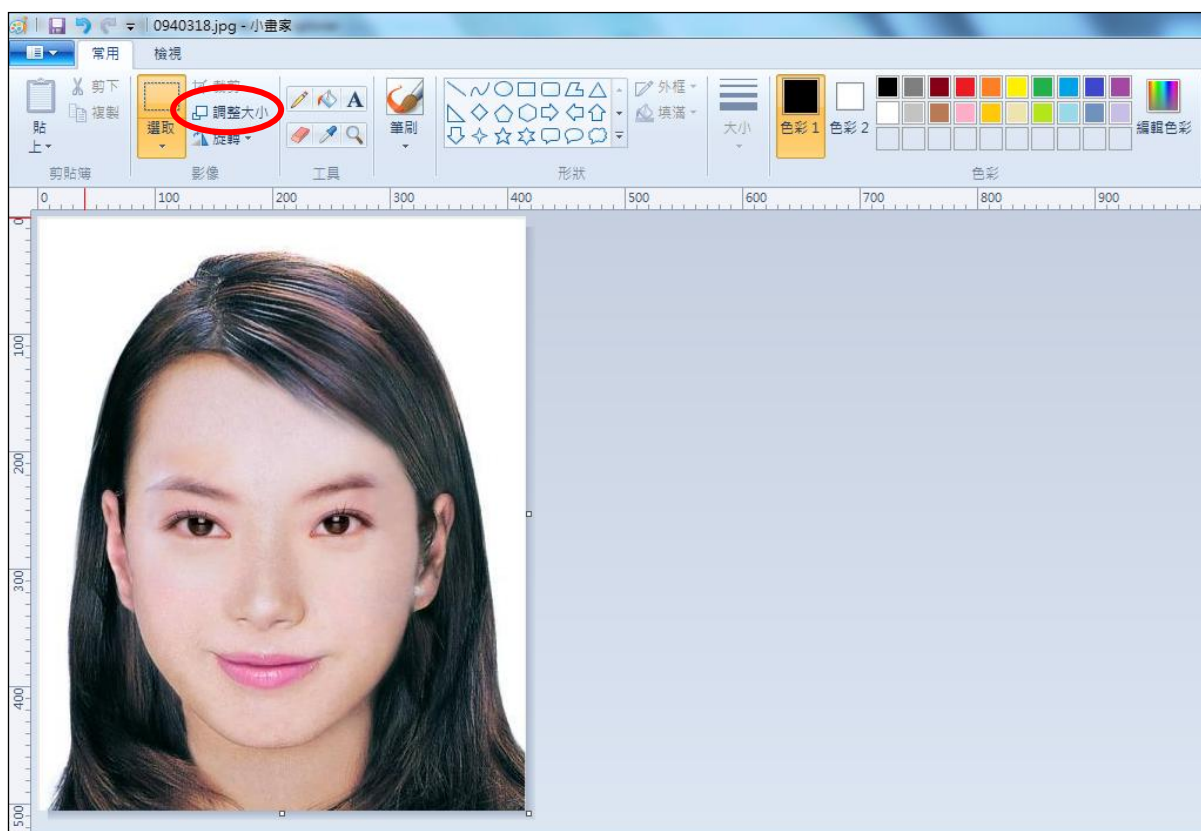 0940318.jpg - 小畫家
常用 檢視
剪下
複製
貼上
選取
裁剪
調整大小
旋轉
A
筆刷
外框
填滿
大小
色彩 1
色彩 2
編輯色彩
剪貼簿 影像 工具 形狀 色彩
0 100 200 300 400 500 600 700 800 900
0
100
200
300
400
500